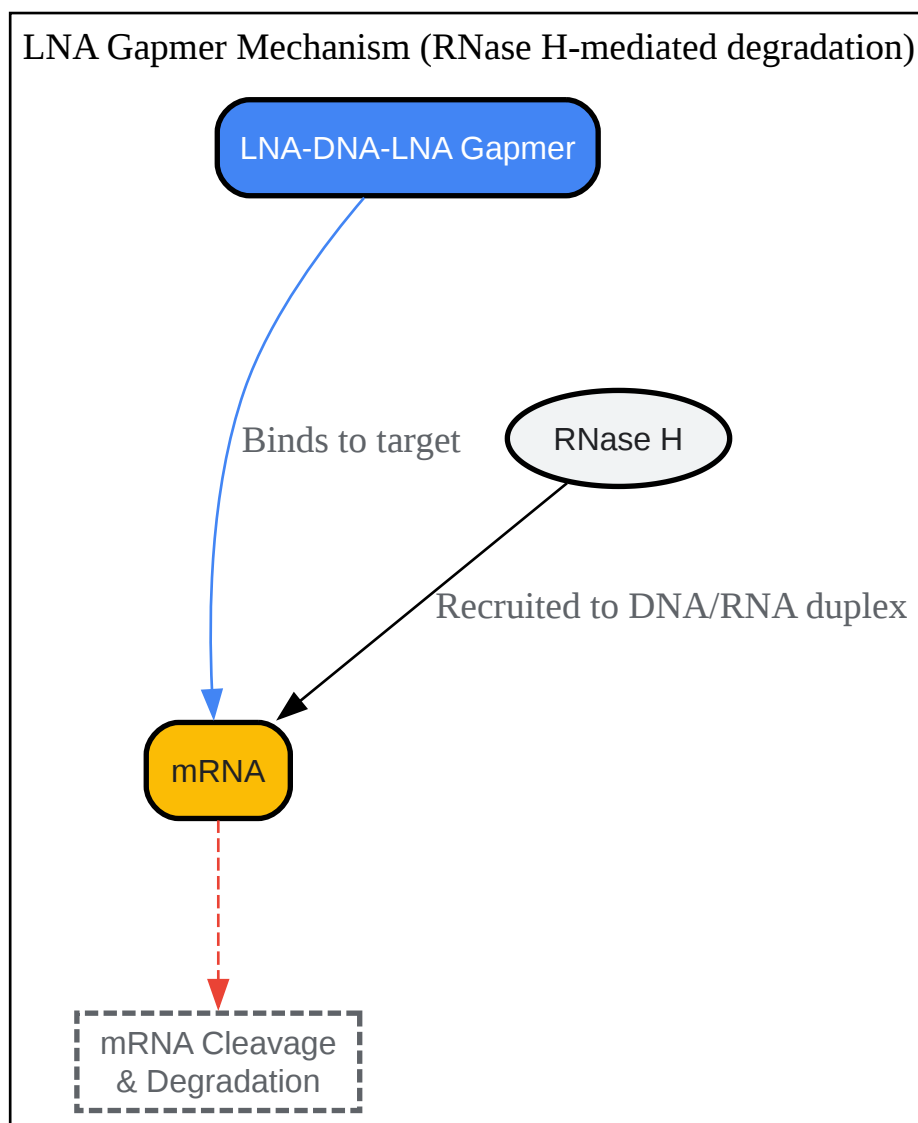 LNA Gapmer Mechanism (RNase H-mediated degradation)
LNA-DNA-LNA Gapmer
Binds to target
RNase H
Recruited to DNA/RNA duplex
mRNA
mRNA Cleavage
& Degradation